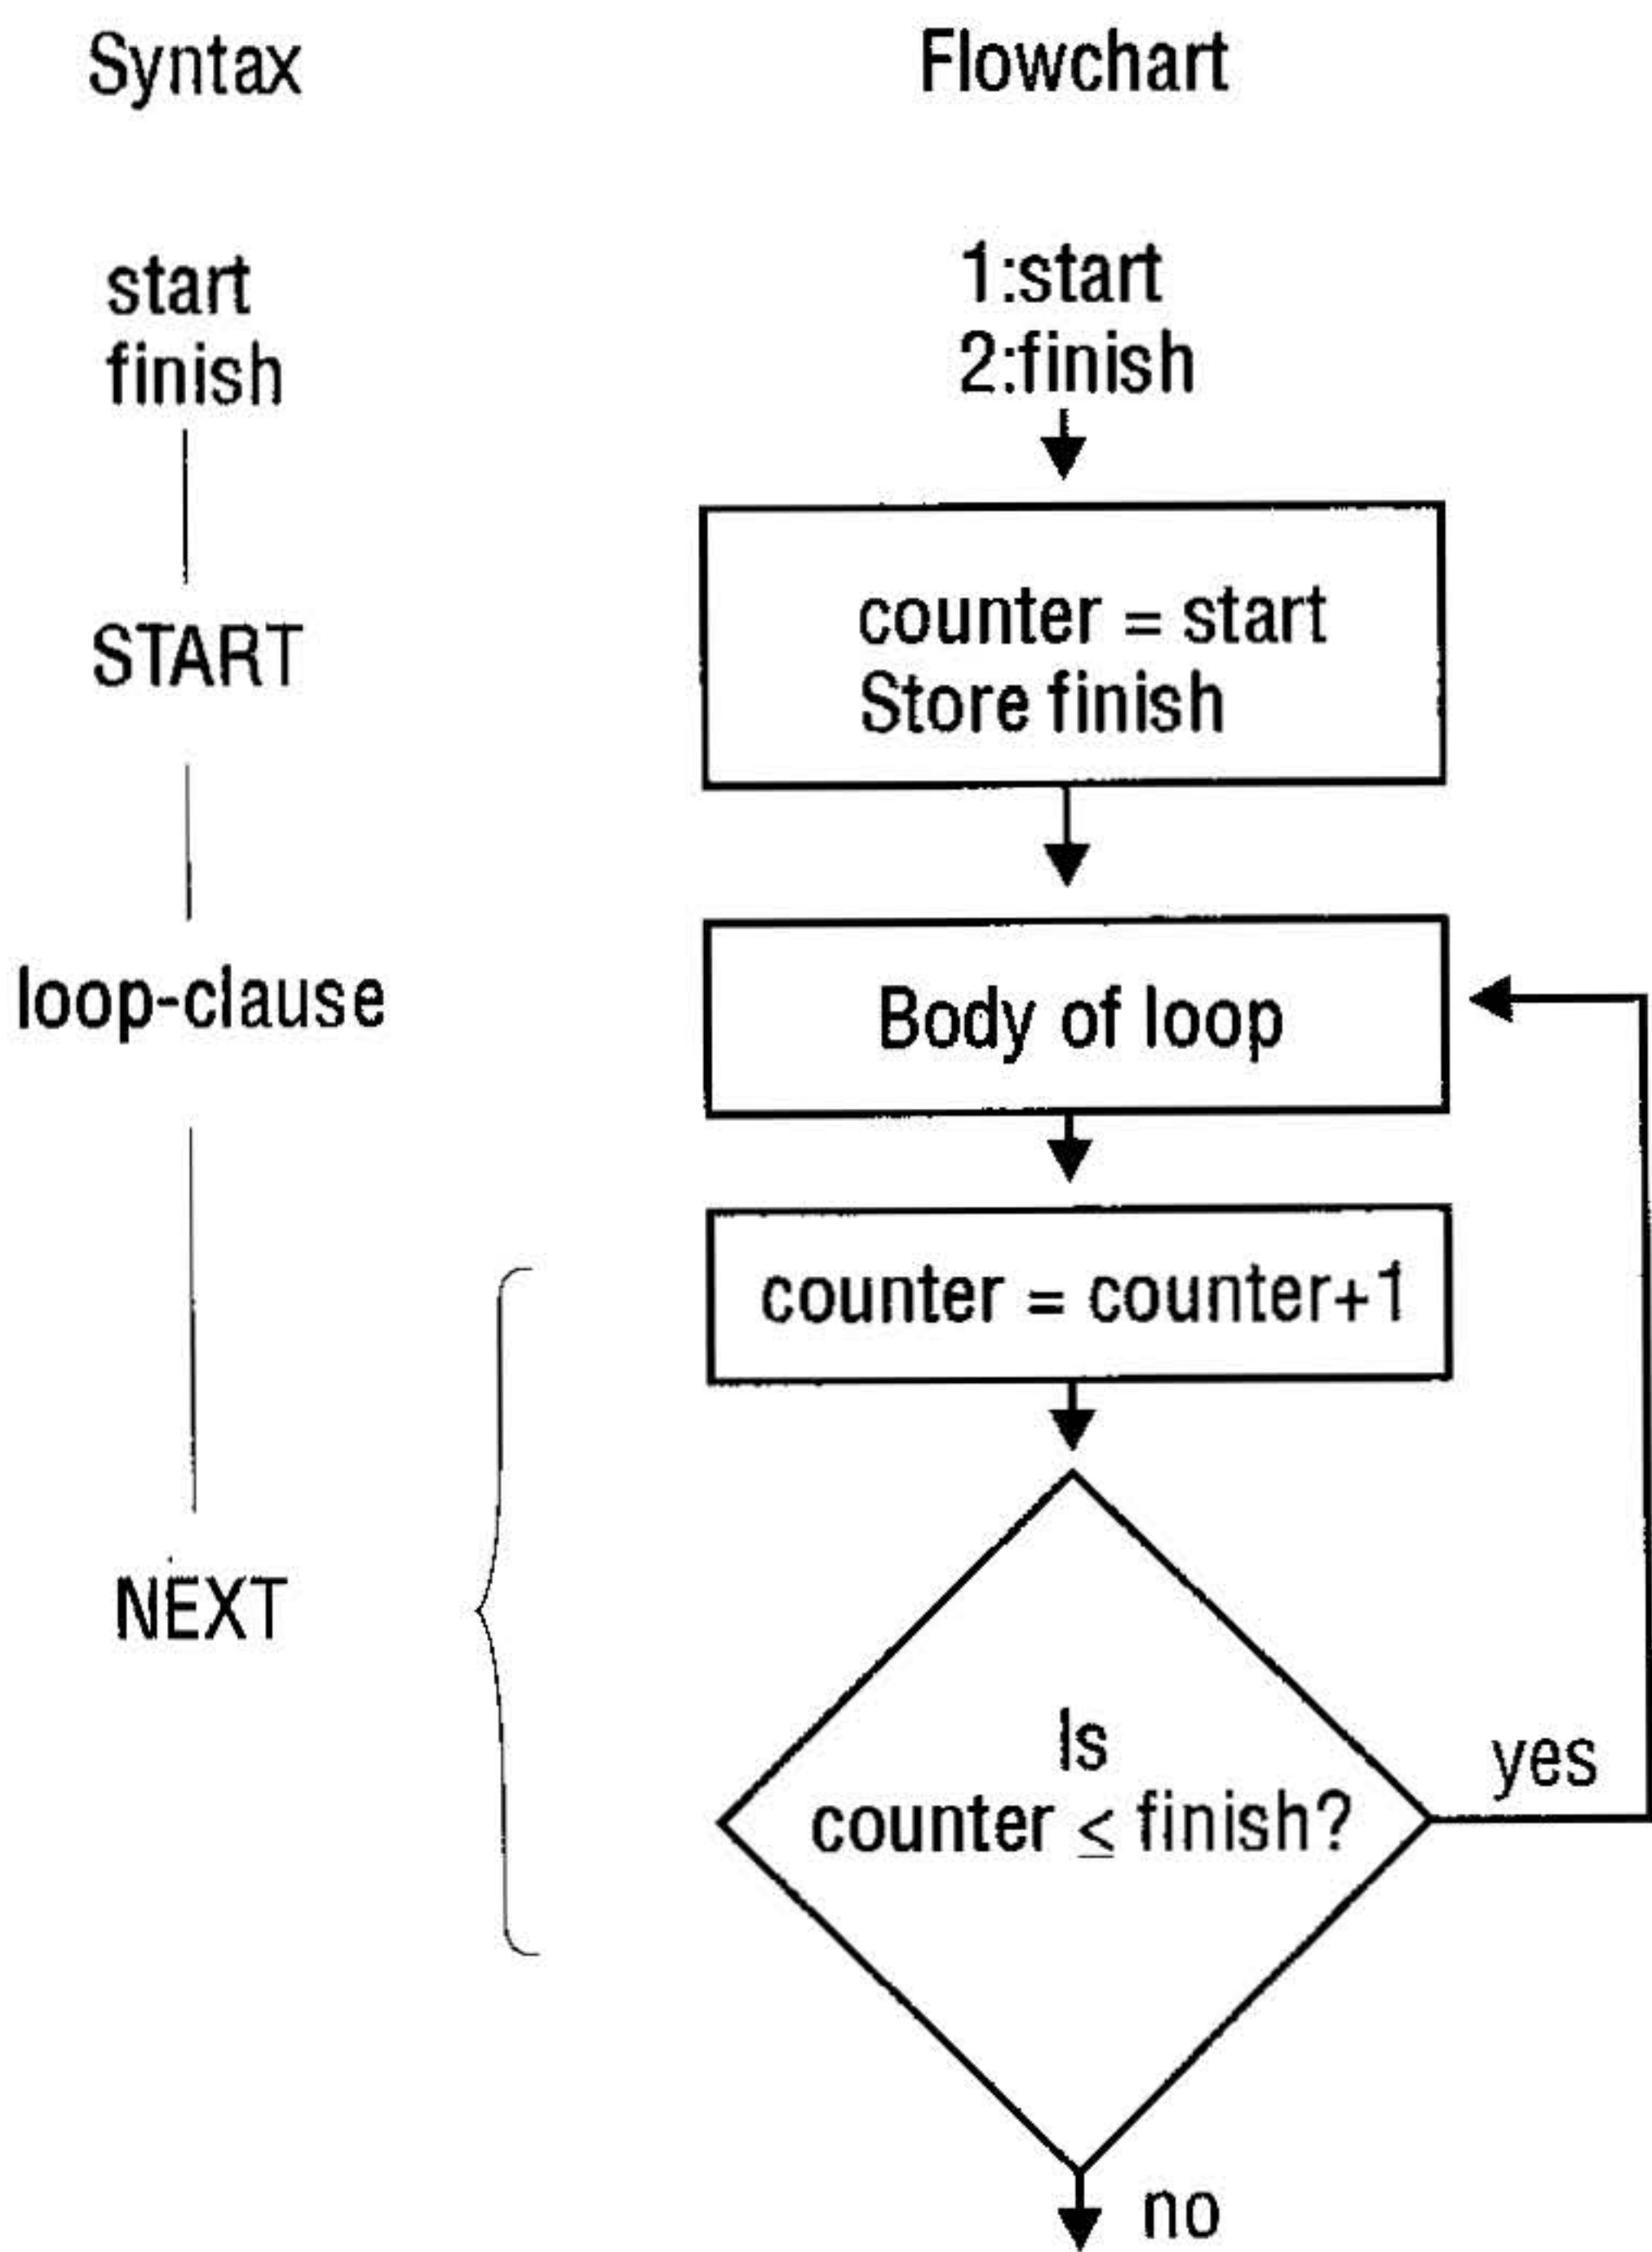 Syntax
Flowchart
start
finish
START
loop-clause
NEXT
1:start
2:finish
counter = start
Store finish
Body of loop
counter = counter+1
Is
counter ≤ finish?
yes
no